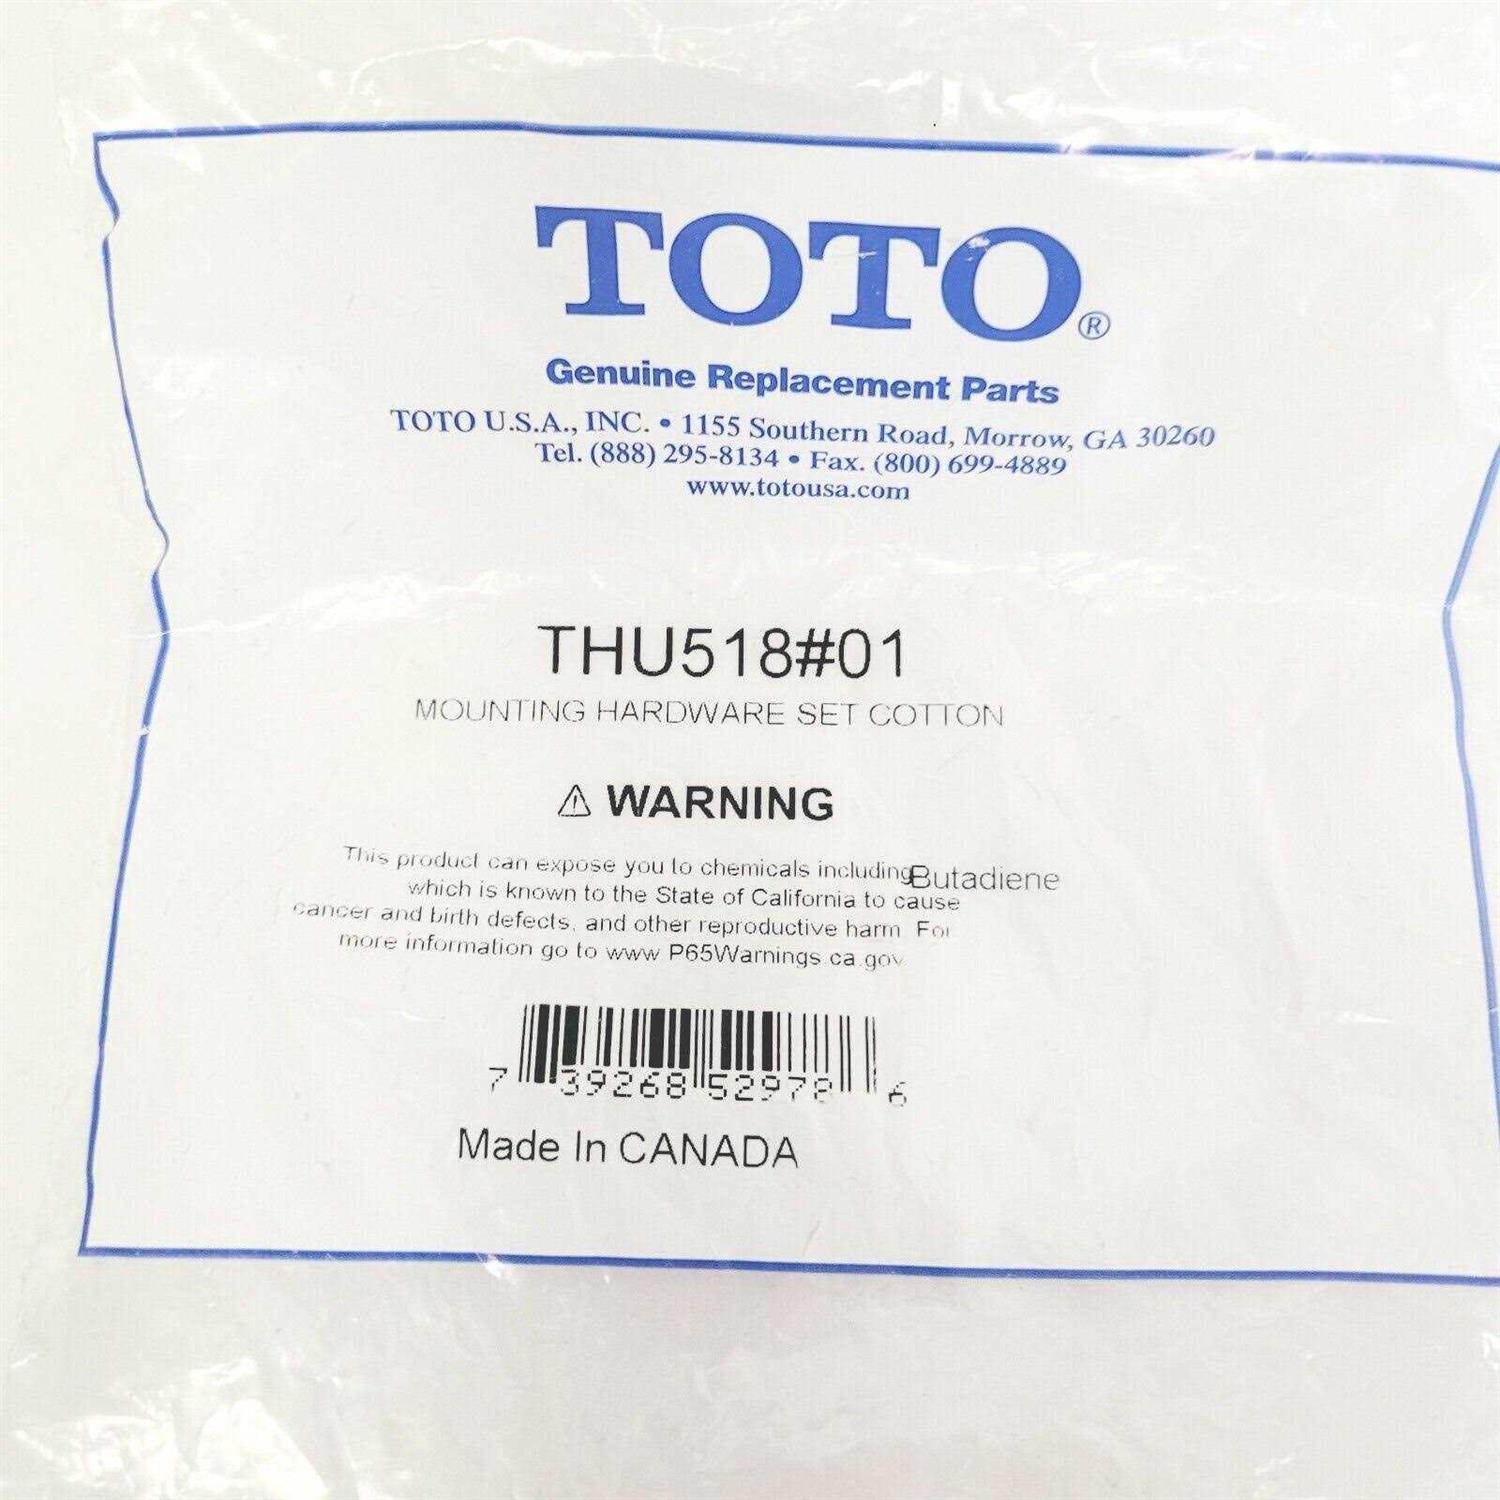 TOTO®
Genuine Replacement Parts
TOTO U.S.A., INC. • 1155 Southern Road, Morrow, GA 30260
Tel. (888) 295-8134 • Fax. (800) 699-4889
www.totousa.com
THU518#01
MOUNTING HARDWARE SET COTTON
⚠ WARNING
This product can expose you to chemicals including Butadiene
which is known to the State of California to cause
cancer and birth defects, and other reproductive harm. For
more information go to www.P65Warnings.ca.gov
7 39268 52978 6
Made In CANADA